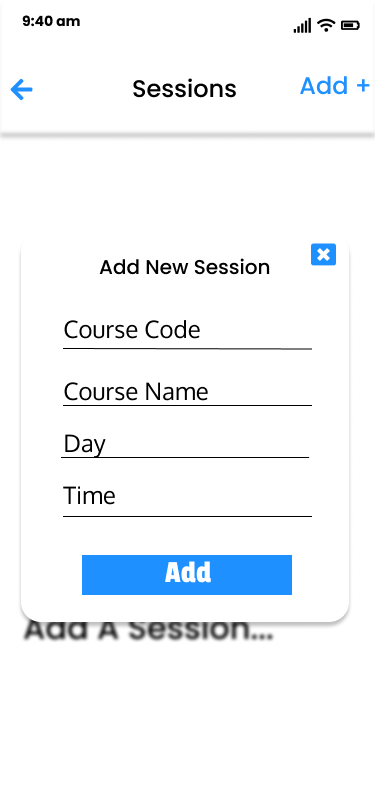 9:40 am
Sessions
Add +
Add New Session
Course Code
Course Name
Day
Time
Add
Add A Session...